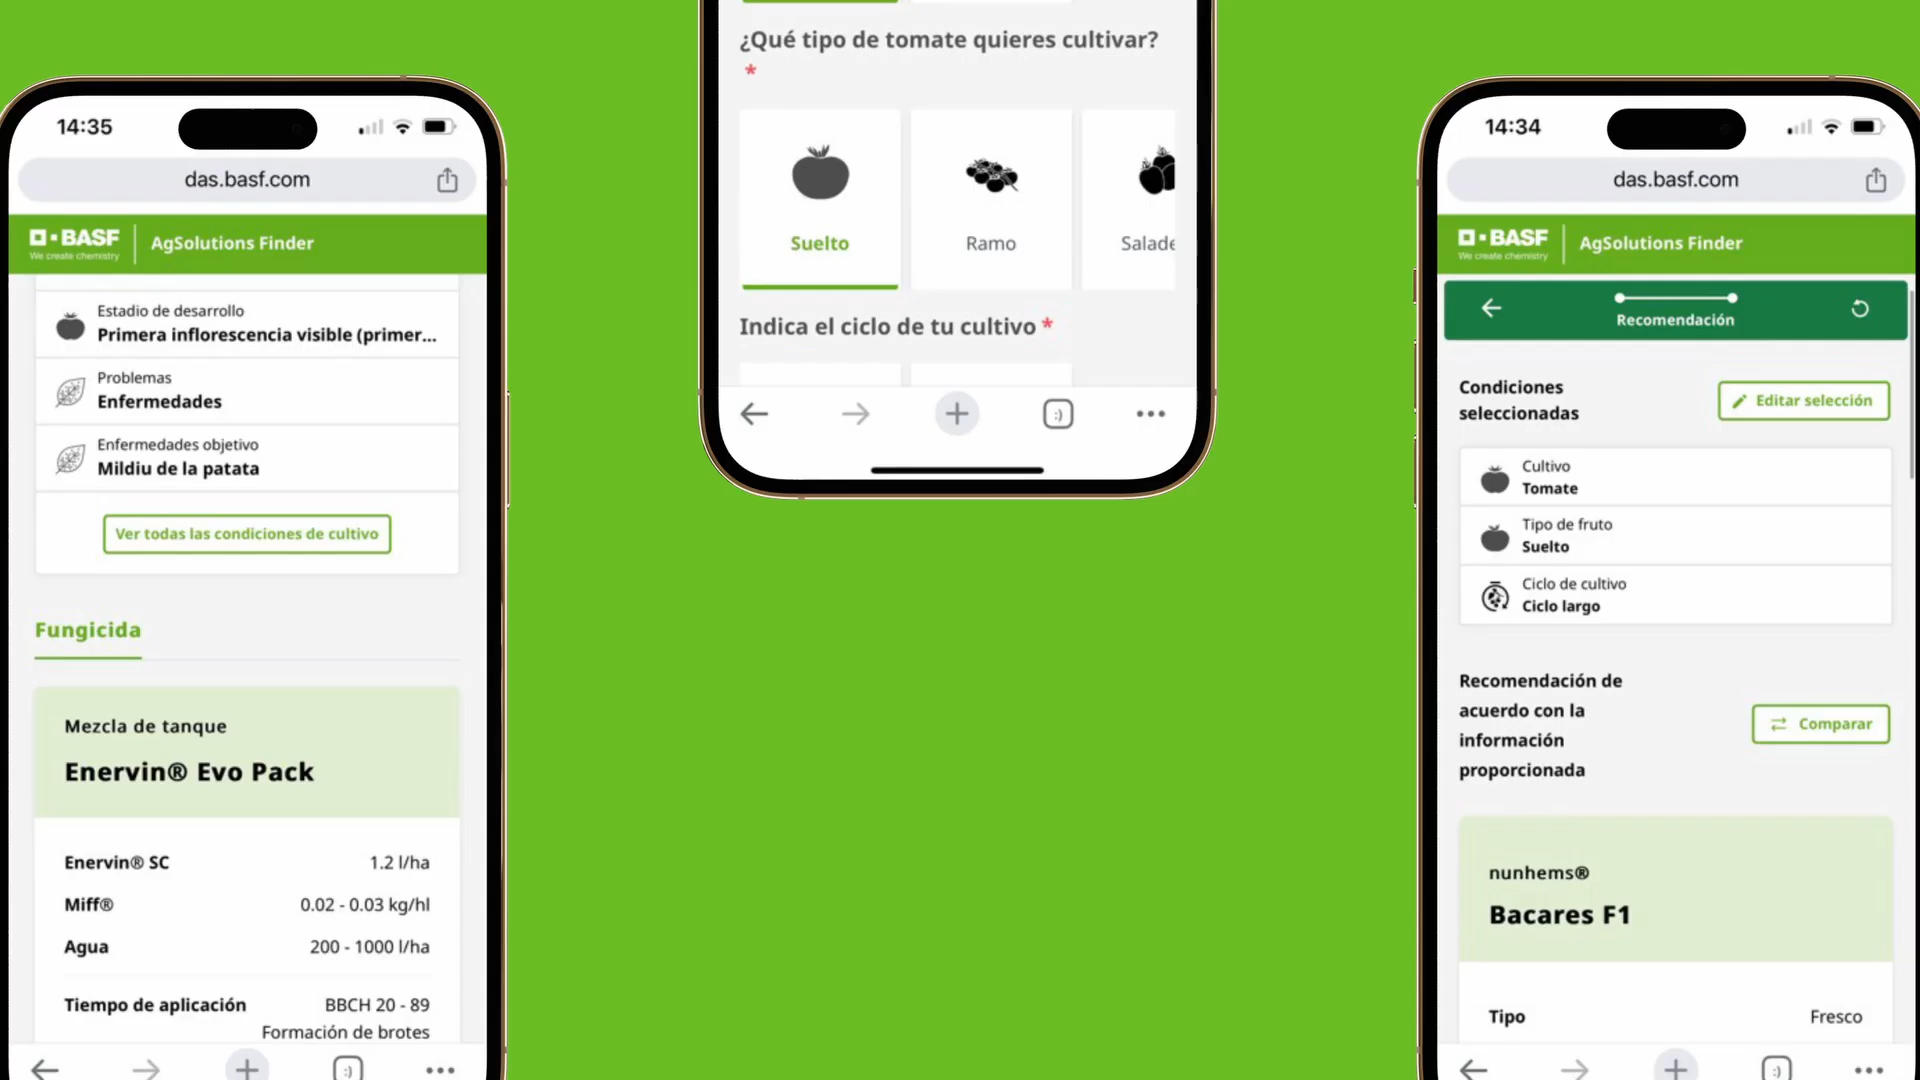 14:35
das.basf.com
BASF
We create chemistry
AgSolutions Finder
Estadio de desarrollo
Primera inflorescencia visible (primer...
Problemas
Enfermedades
Enfermedades objetivo
Mildiu de la patata
Ver todas las condiciones de cultivo
Fungicida
Mezcla de tanque
Enervin® Evo Pack
Enervin® SC 1.2 l/ha
Miff® 0.02 - 0.03 kg/hl
Agua 200 - 1000 l/ha
Tiempo de aplicación BBCH 20 - 89
Formación de brotes
:)
¿Qué tipo de tomate quieres cultivar?
*
Suelto
Ramo
Salade
Indica el ciclo de tu cultivo *
:)
14:34
das.basf.com
BASF
We create chemistry
AgSolutions Finder
Recomendación
Condiciones
seleccionadas
Editar selección
Cultivo
Tomate
Tipo de fruto
Suelto
Ciclo de cultivo
Ciclo largo
Recomendación de
acuerdo con la
información
proporcionada
Comparar
nunhems®
Bacares F1
Tipo Fresco
:)